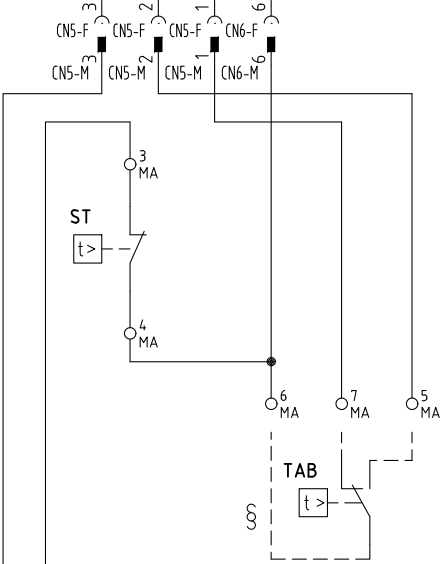 3 2 1 6
CN5-F CN5-F CN5-F CN6-F
CN5-M CN5-M CN5-M CN6-M
3 2 1 6
3
MA
ST
t>
4
MA
6 7 5
MA MA MA
TAB
t>